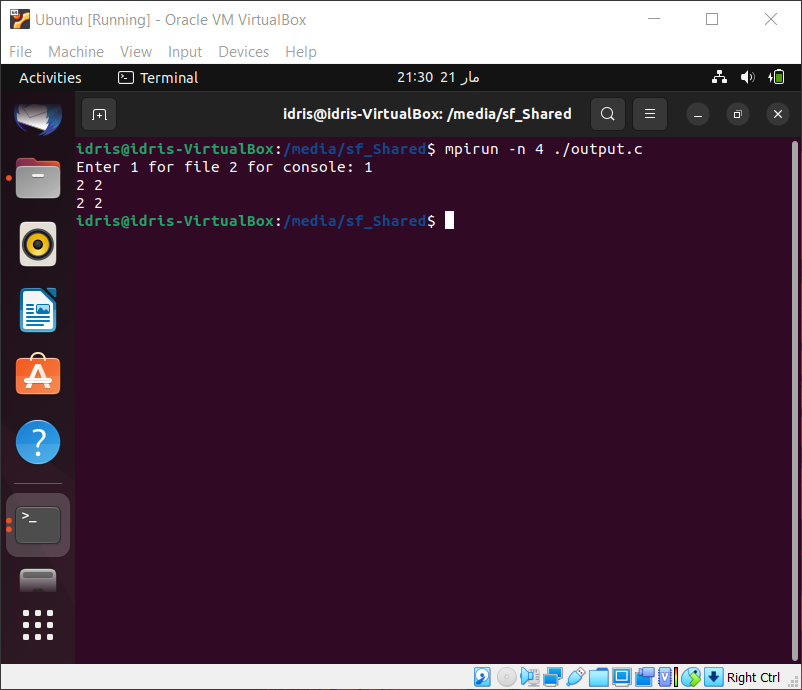 Ubuntu [Running] - Oracle VM VirtualBox
File Machine View Input Devices Help
Activities Terminal 21:30 21 مار
idris@idris-VirtualBox: /media/sf_Shared
idris@idris-VirtualBox:/media/sf_Shared$ mpirun -n 4 ./output.c
Enter 1 for file 2 for console: 1
2 2
2 2
idris@idris-VirtualBox:/media/sf_Shared$
Right Ctrl